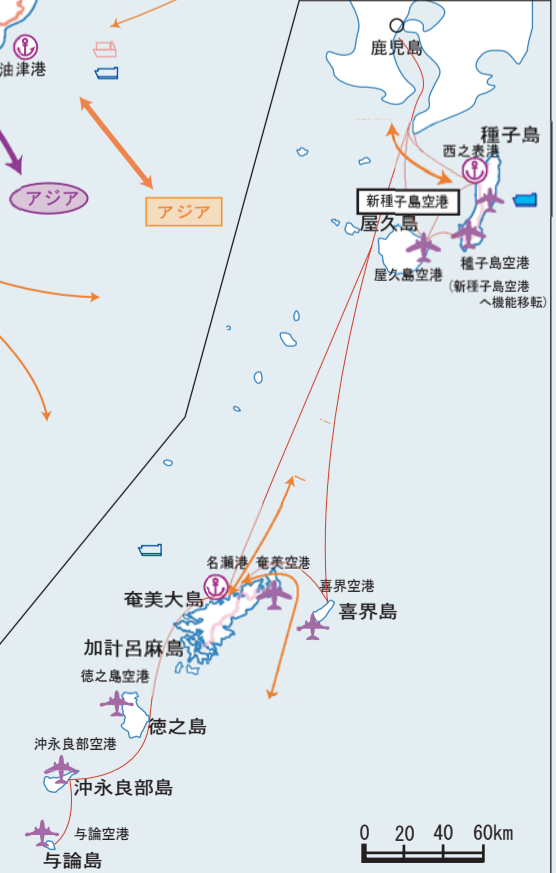 鹿児島
油津港
種子島
西之表港
アジア
アジア
新種子島空港
屋久島
屋久島空港
種子島空港
(新種子島空港
へ機能移転)
名瀬港
奄美空港
喜界空港
奄美大島
喜界島
加計呂麻島
徳之島空港
徳之島
沖永良部空港
沖永良部島
与論空港
与論島
0 20 40 60km